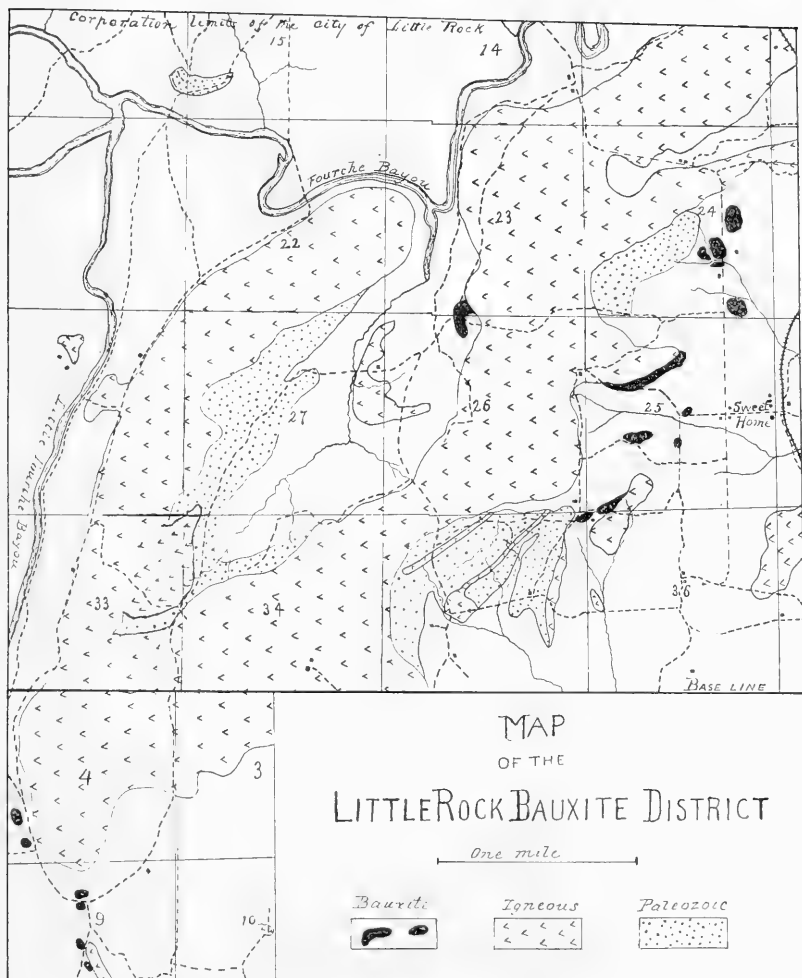 Corporation limits of the city of Little Rock
15
14
Fourche Bayou
22
23
24
Little Fourche Bayou
27
26
25
Sweet Home
33
34
36
BASE LINE
4
3
9
10
MAP
OF THE
LITTLE ROCK BAUXITE DISTRICT
One mile
Bauxite
Igneous
Paleozoic